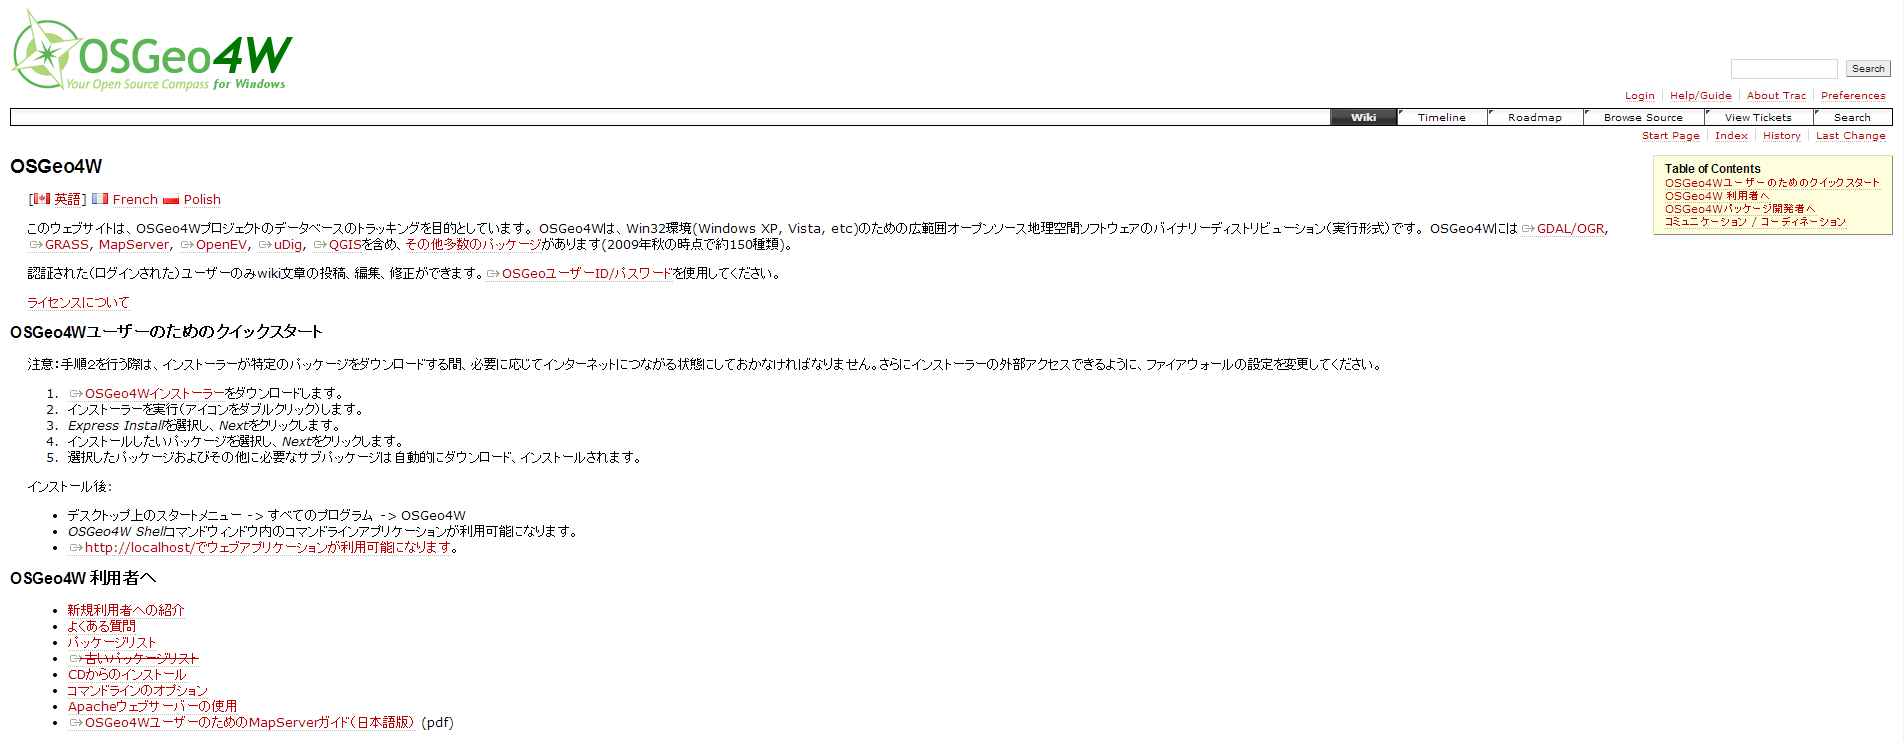 OSGeo4W
Your Open Source Compass for Windows
Search
Login Help/Guide About Trac Preferences
Wiki Timeline Roadmap Browse Source View Tickets Search
Start Page Index History Last Change
OSGeo4W
Table of Contents
OSGeo4Wユーザーのためのクイックスタート
OSGeo4W 利用者へ
OSGeo4Wパッケージ開発者へ
コミュニケーション / コーディネーション
[英語] French Polish
このウェブサイトは、OSGeo4Wプロジェクトのデータベースのトラッキングを目的としています。 OSGeo4Wは、Win32環境(Windows XP, Vista, etc)のための広範囲オープンソース地理空間ソフトウェアのバイナリーディストリビューション(実行形式)です。 OSGeo4Wには GDAL/OGR,
GRASS, MapServer, OpenEV, uDig, QGISを含め、その他多数のパッケージがあります(2009年秋の時点で約150種類)。
認証された(ログインされた)ユーザーのみwiki文章の投稿、編集、修正ができます。 OSGeoユーザーID/パスワードを使用してください。
ライセンスについて
OSGeo4Wユーザーのためのクイックスタート
注意：手順2を行う際は、インストーラーが特定のパッケージをダウンロードする間、必要に応じてインターネットにつながる状態にしておかなければなりません。さらにインストーラーの外部アクセスできるように、ファイアウォールの設定を変更してください。
1. OSGeo4Wインストーラーをダウンロードします。
2. インストーラーを実行(アイコンをダブルクリック)します。
3. Express Installを選択し、Nextをクリックします。
4. インストールしたいパッケージを選択し、Nextをクリックします。
5. 選択したパッケージおよびその他に必要なサブパッケージは 自動的にダウンロード、インストールされます。
インストール後:
• デスクトップ上のスタートメニュー -> すべてのプログラム -> OSGeo4W
• OSGeo4W Shellコマンドウィンドウ内のコマンドラインアプリケーションが利用可能になります。
• http://localhost/でウェブアプリケーションが利用可能になります。
OSGeo4W 利用者へ
• 新規利用者への紹介
• よくある質問
• パッケージリスト
• 古いパッケージリスト
• CDからのインストール
• コマンドラインのオプション
• Apacheウェブサーバーの使用
• OSGeo4WユーザーのためのMapServerガイド(日本語版) (pdf)